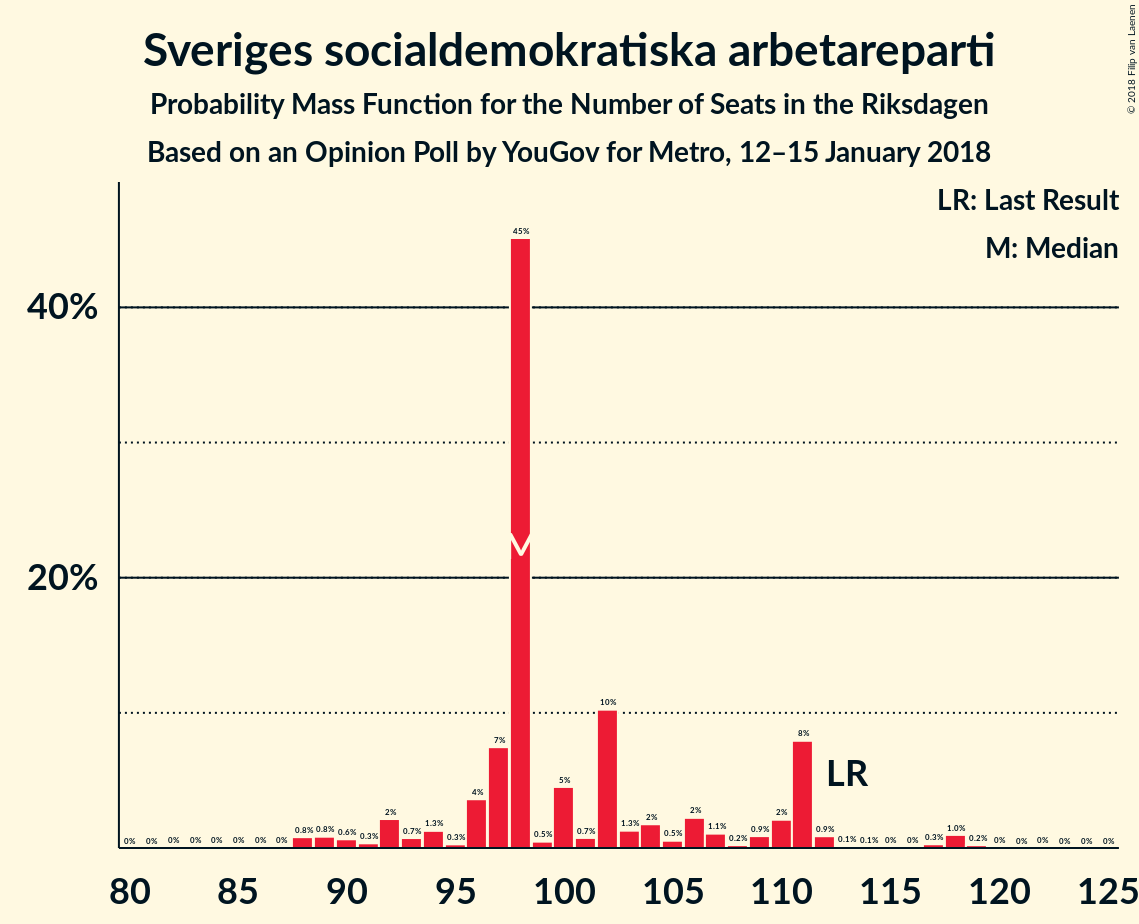 Sveriges socialdemokratiska arbetareparti
Probability Mass Function for the Number of Seats in the Riksdagen
Based on an Opinion Poll by YouGov for Metro, 12–15 January 2018
© 2018 Filip van Laenen
LR: Last Result
M: Median
40%
20%
45%
M
10%
8%
LR
7%
5%
4%
0% 0% 0% 0% 0% 0% 0% 0% 0.8% 0.8% 0.6% 0.3% 2% 0.7% 1.3% 0.3% 0.5% 0.7% 1.3% 2% 0.5% 2% 1.1% 0.2% 0.9% 2% 0.9% 0.1% 0.1% 0% 0% 0.3% 1.0% 0.2% 0% 0% 0% 0% 0% 0%
80 85 90 95 100 105 110 115 120 125